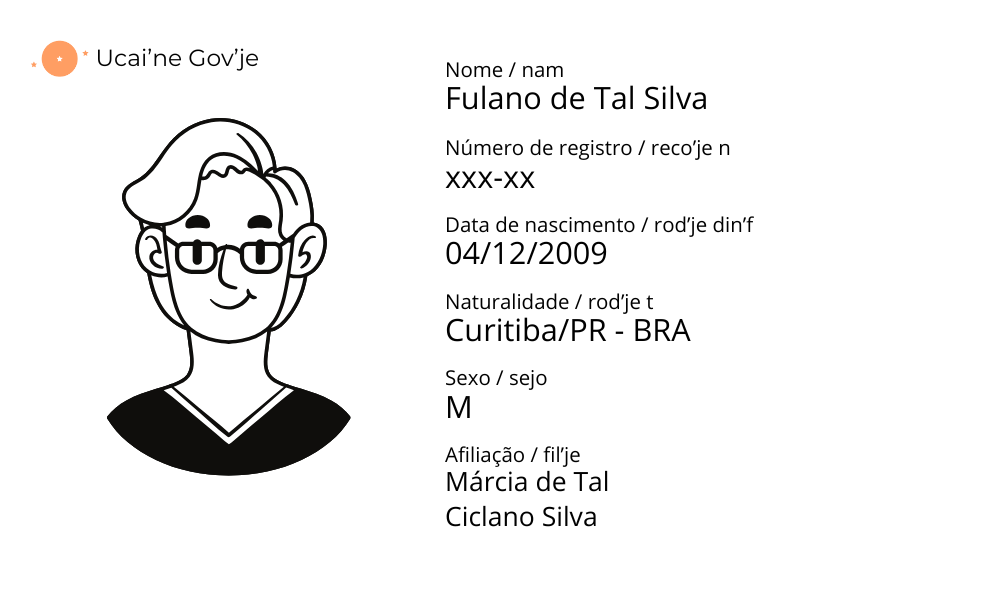 Ucai’ne Gov’je
Nome / nam
Fulano de Tal Silva
Número de registro / reco’je n
xxx-xx
Data de nascimento / rod’je din’f
04/12/2009
Naturalidade / rod’je t
Curitiba/PR - BRA
Sexo / sejo
M
Afiliação / fil’je
Márcia de Tal
Ciclano Silva